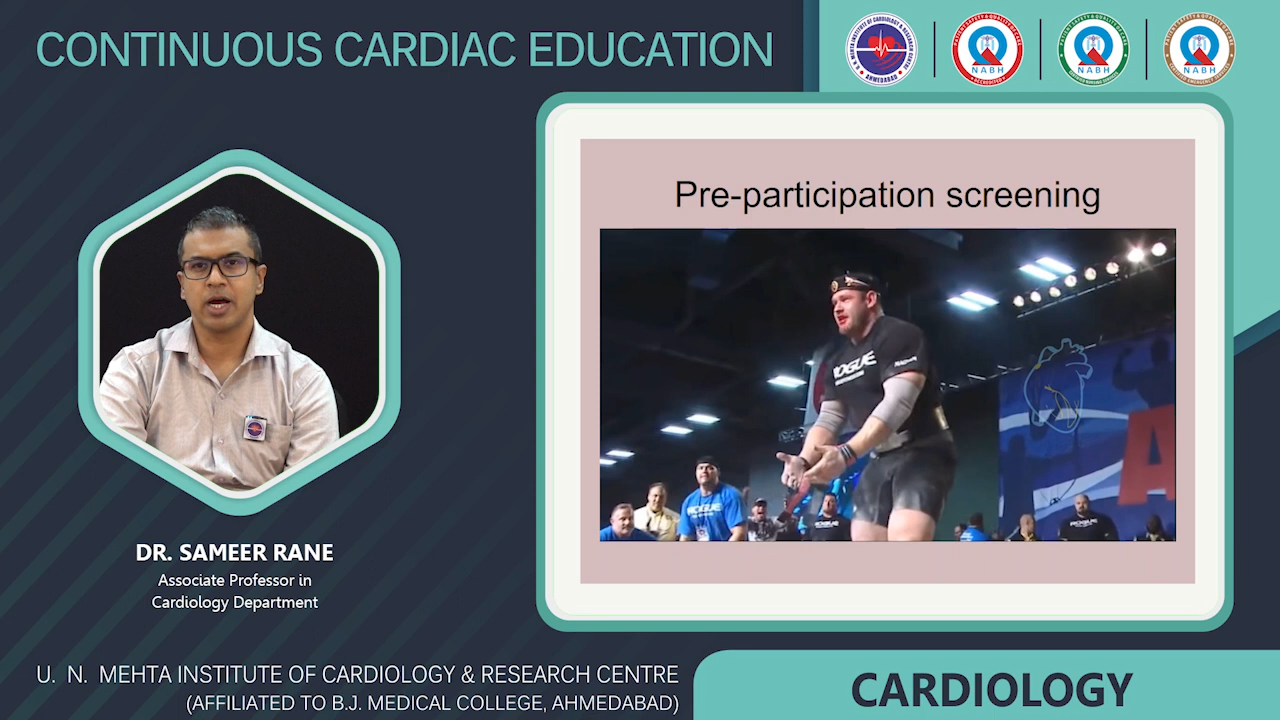 CONTINUOUS CARDIAC EDUCATION
NABH
NABH
NABH
Pre-participation screening
ROGUE
ROGUE
A
DR. SAMEER RANE
Associate Professor in
Cardiology Department
U. N. MEHTA INSTITUTE OF CARDIOLOGY & RESEARCH CENTRE
(AFFILIATED TO B.J. MEDICAL COLLEGE, AHMEDABAD)
CARDIOLOGY